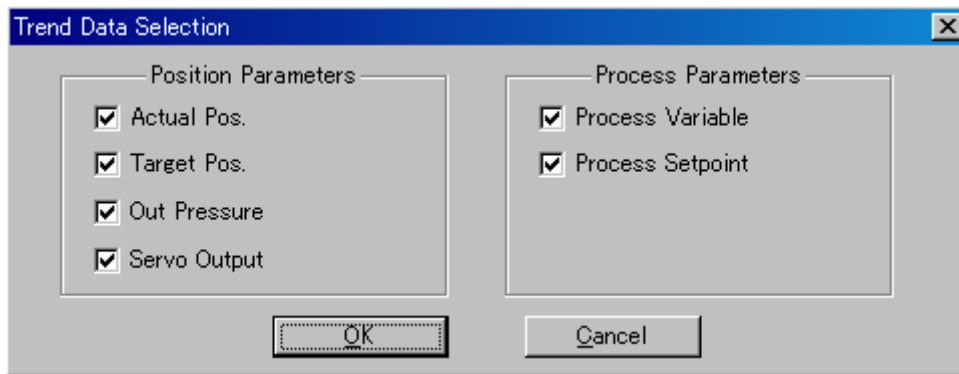 Trend Data Selection
Position Parameters
Actual Pos.
Target Pos.
Out Pressure
Servo Output
Process Parameters
Process Variable
Process Setpoint
OK
Cancel